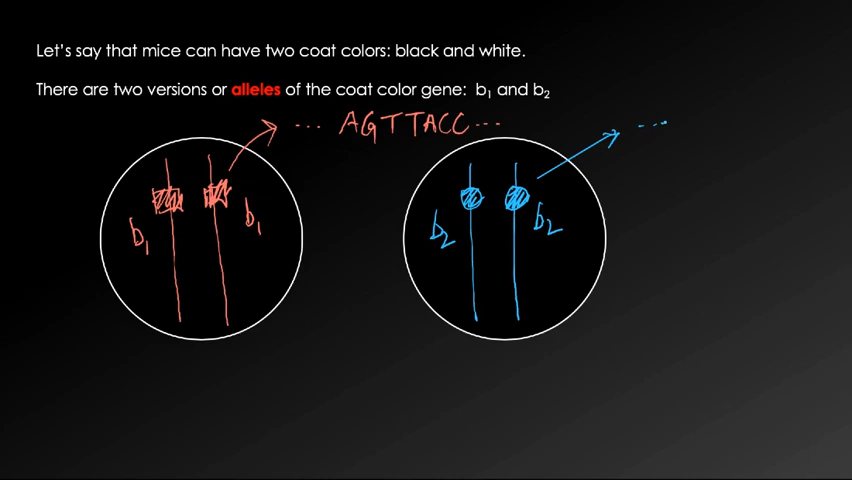 Let's say that mice can have two coat colors: black and white.
There are two versions or alleles of the coat color gene: b₁ and b₂
... AGTTACC... ...
b₁ b₁ b₂ b₂